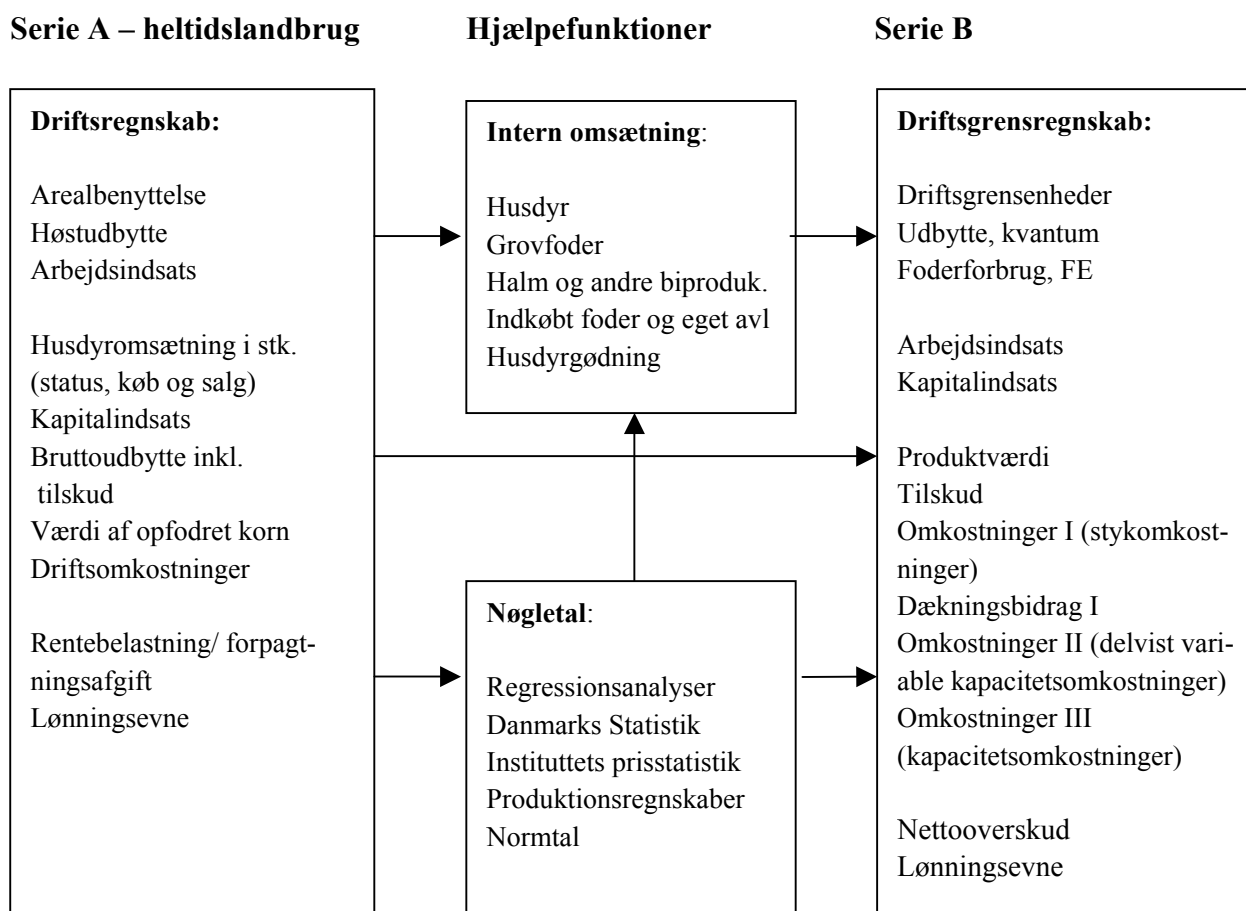 Serie A – heltidslandbrug
Hjælpefunktioner
Serie B
Driftsregnskab:
Arealbenyttelse
Høstudbytte
Arbejdsindsats
Husdyromsætning i stk.
(status, køb og salg)
Kapitalindsats
Bruttoudbytte inkl.
tilskud
Værdi af opfodret korn
Driftsomkostninger
Rentebelastning/ forpagt-
ningsafgift
Lønningsevne
Intern omsætning:
Husdyr
Grovfoder
Halm og andre biproduk.
Indkøbt foder og eget avl
Husdyrgødning
Nøgletal:
Regressionsanalyser
Danmarks Statistik
Instituttets prisstatistik
Produktionsregnskaber
Normtal
Driftsgrensregnskab:
Driftsgrensenheder
Udbytte, kvantum
Foderforbrug, FE
Arbejdsindsats
Kapitalindsats
Produktværdi
Tilskud
Omkostninger I (stykomkost-
ninger)
Dækningsbidrag I
Omkostninger II (delvist vari-
able kapacitetsomkostninger)
Omkostninger III
(kapacitetsomkostninger)
Nettooverskud
Lønningsevne